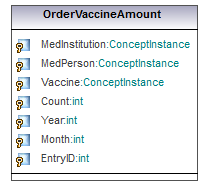 OrderVaccineAmount
MedInstitution:ConceptInstance
MedPerson:ConceptInstance
Vaccine:ConceptInstance
Count:int
Year:int
Month:int
EntryID:int